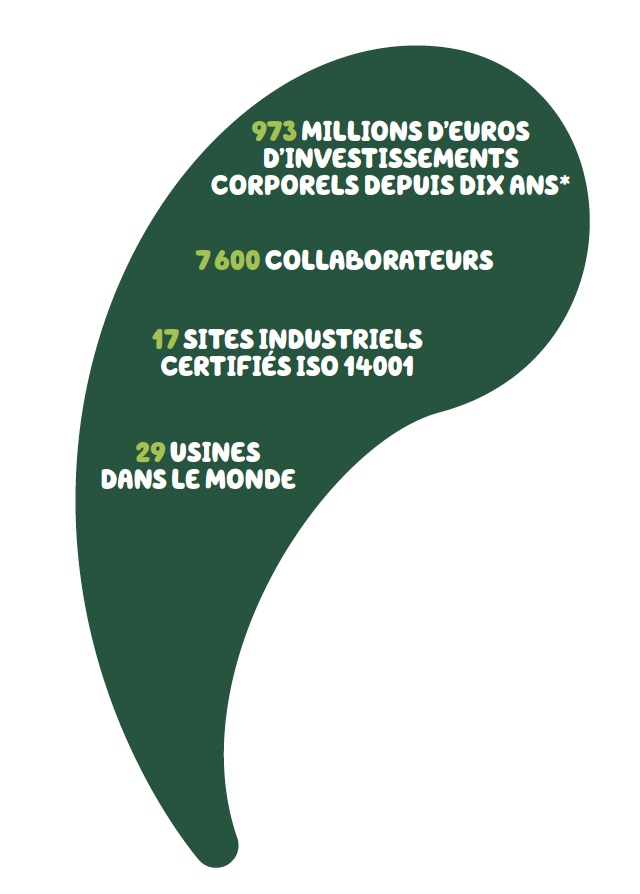 973 MILLIONS D'EUROS
D'INVESTISSEMENTS
CORPORELS DEPUIS DIX ANS*
7 600 COLLABORATEURS
17 SITES INDUSTRIELS
CERTIFIÉS ISO 14001
29 USINES
DANS LE MONDE